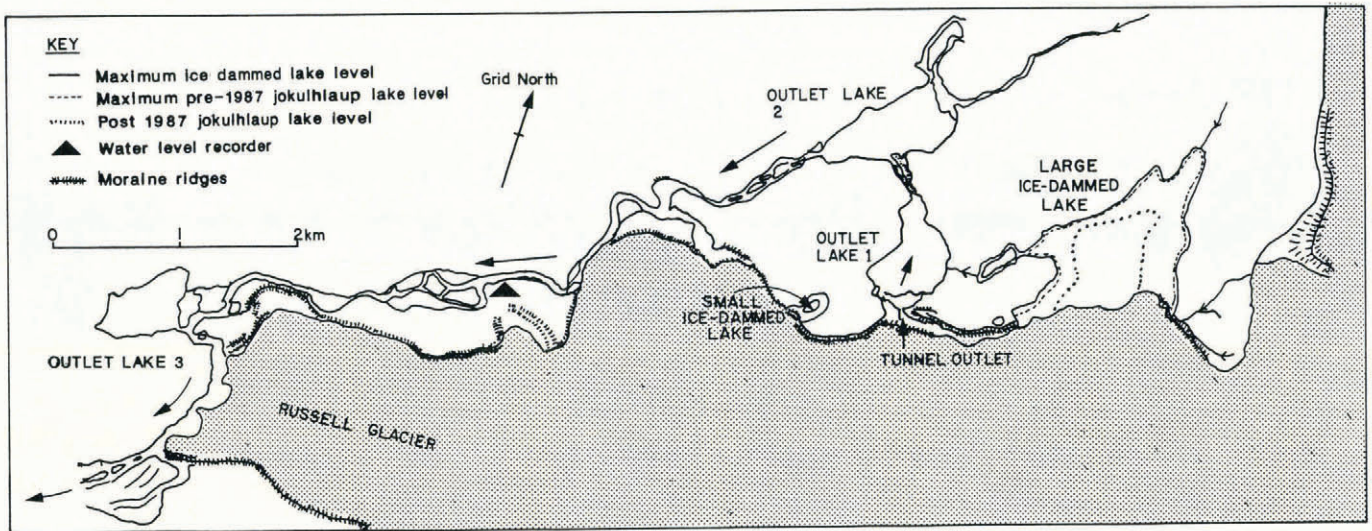 KEY
Maximum ice dammed lake level
Maximum pre-1987 jokulhlaup lake level
Post 1987 jokulhlaup lake level
Water level recorder
Moraine ridges
0 1 2km
Grid North
OUTLET LAKE
2
LARGE
ICE-DAMMED
LAKE
OUTLET
LAKE 1
SMALL
ICE-DAMMED
LAKE
TUNNEL OUTLET
OUTLET LAKE 3
RUSSELL GLACIER